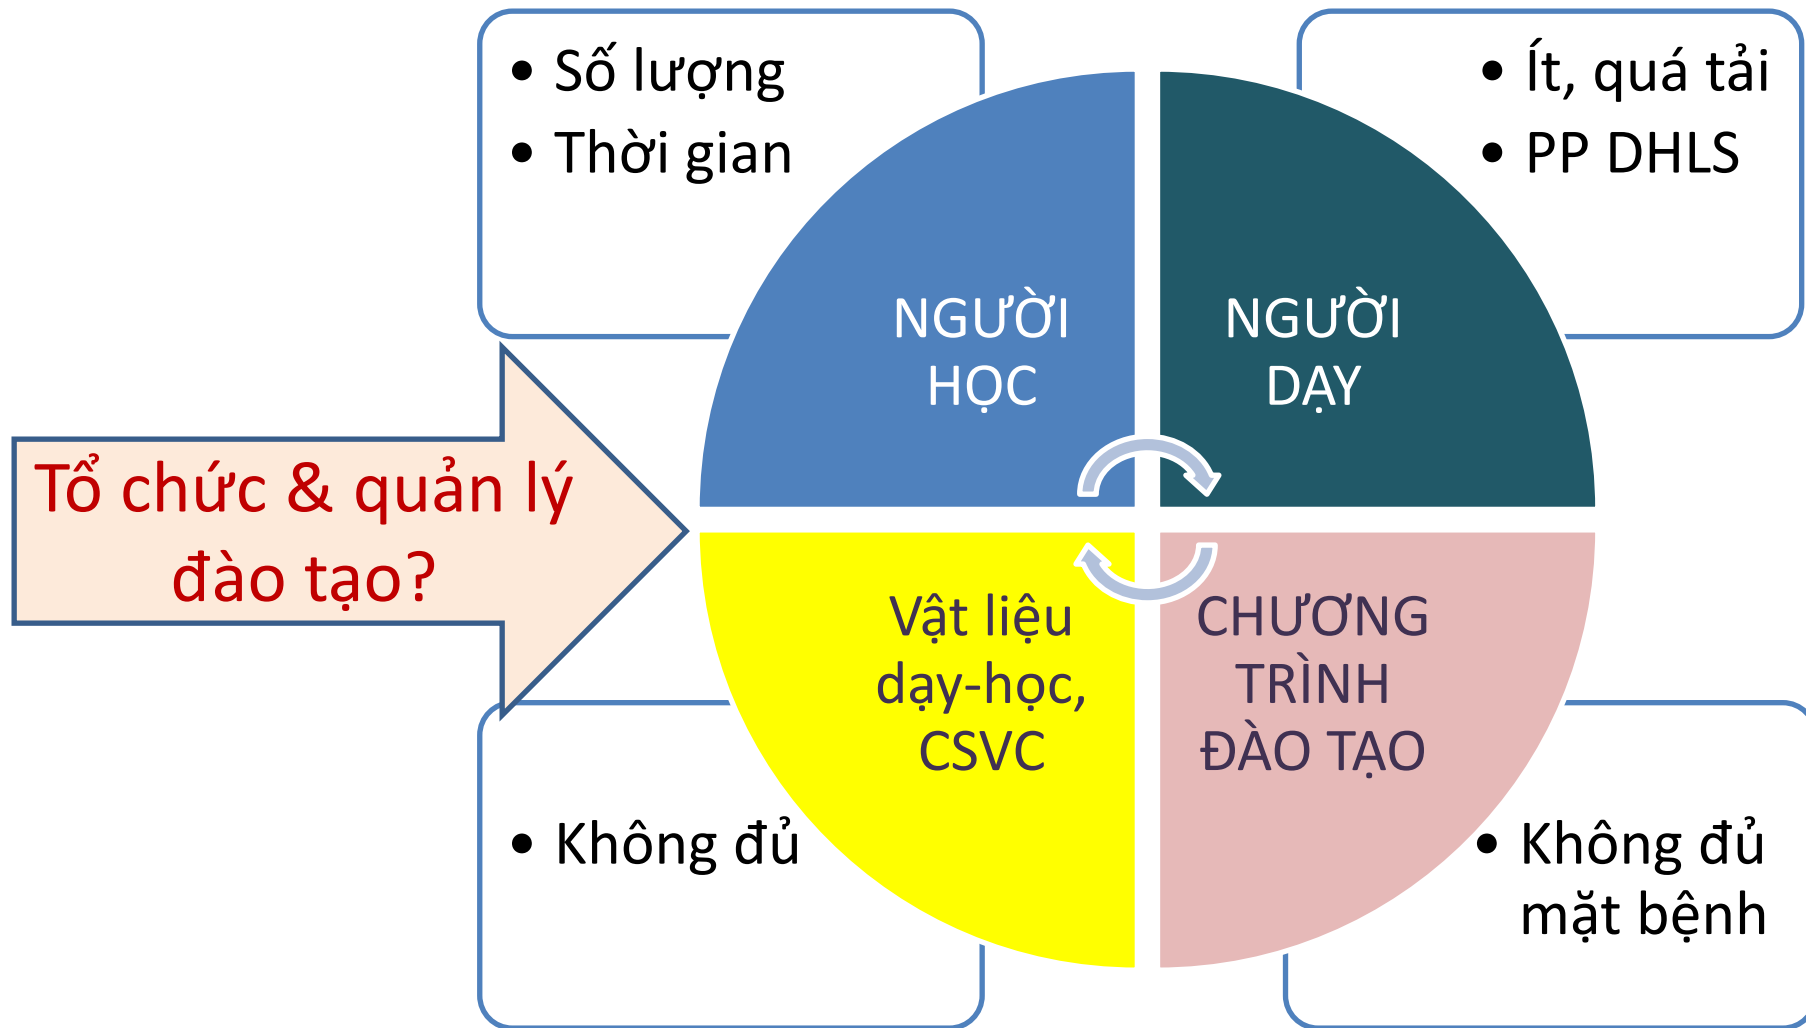 • Số lượng
• Thời gian
• Ít, quá tải
• PP DHLS
NGƯỜI
HỌC
NGƯỜI
DẠY
Tổ chức & quản lý
đào tạo?
Vật liệu
dạy-học,
CSVC
CHƯƠNG
TRÌNH
ĐÀO TẠO
• Không đủ
• Không đủ
mặt bệnh